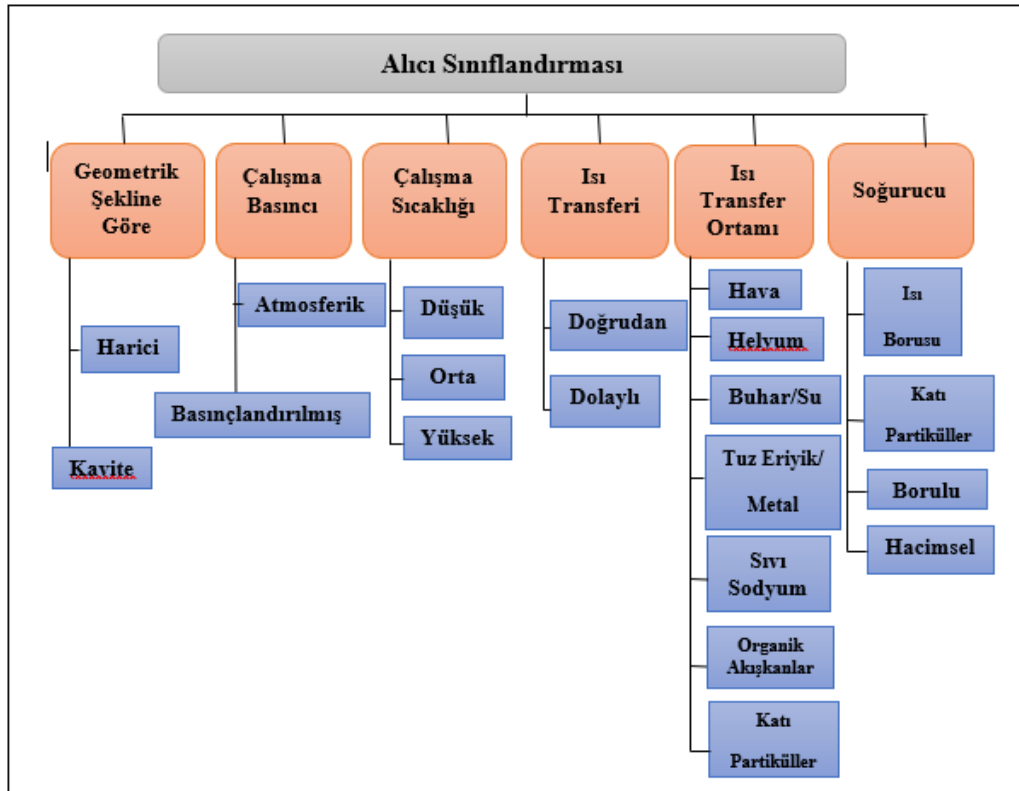 Alıcı Sınıflandırması
Geometrik
Şekline
Göre
Harici
Kavite
Çalışma
Basıncı
Atmosferik
Basınçlandırılmış
Çalışma
Sıcaklığı
Düşük
Orta
Yüksek
Isı
Transferi
Doğrudan
Dolaylı
Isı
Transfer
Ortamı
Hava
Helyum
Buhar/Su
Tuz Eriyik/
Metal
Sıvı
Sodyum
Organik
Akışkanlar
Katı
Partiküller
Soğurucu
Isı
Borusu
Katı
Partiküller
Borulu
Hacimsel